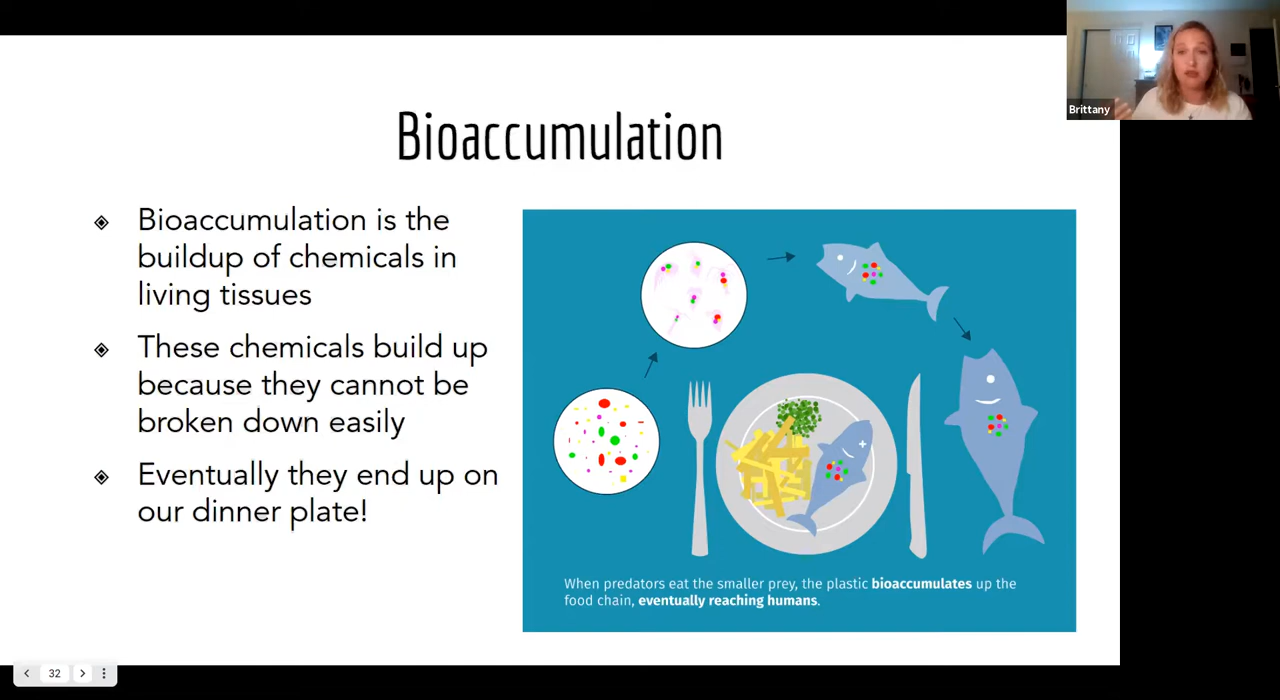 Brittany
Bioaccumulation
Bioaccumulation is the
buildup of chemicals in
living tissues
These chemicals build up
because they cannot be
broken down easily
Eventually they end up on
our dinner plate!
When predators eat the smaller prey, the plastic bioaccumulates up the
food chain, eventually reaching humans.
32